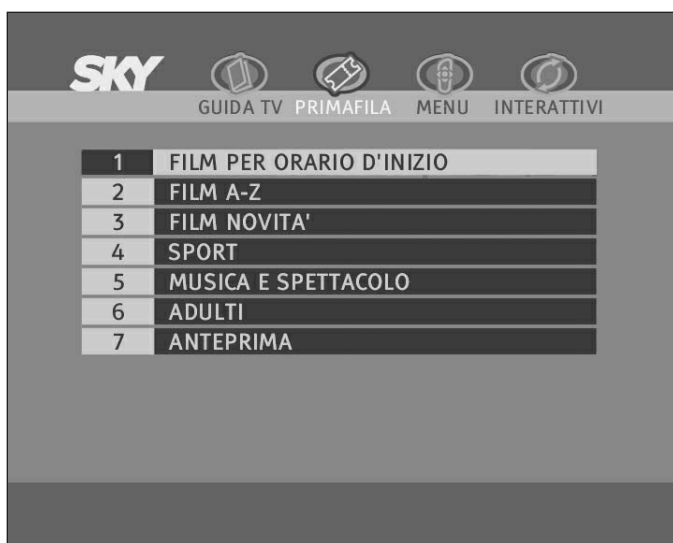 SKY
GUIDA TV PRIMAFILA MENU INTERATTIVI
1 FILM PER ORARIO D'INIZIO
2 FILM A-Z
3 FILM NOVITA'
4 SPORT
5 MUSICA E SPETTACOLO
6 ADULTI
7 ANTEPRIMA